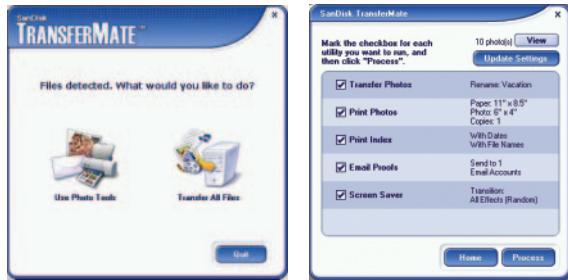 SanDisk
TRANSFERMATE™
Files detected. What would you like to do?
Use Photo Tools
Transfer All Files
Quit
SanDisk TransferMate
Mark the checkbox for each
utility you want to run, and
then click "Process".
10 photo(s)
View
Update Settings
Transfer Photos
Rename: Vacation
Print Photos
Paper: 11" x 8.5"
Photo: 6" x 4"
Copies: 1
Print Index
With Dates
With File Names
Email Proofs
Send to 1
Email Accounts
Screen Saver
Transition:
All Effects (Random)
Home
Process